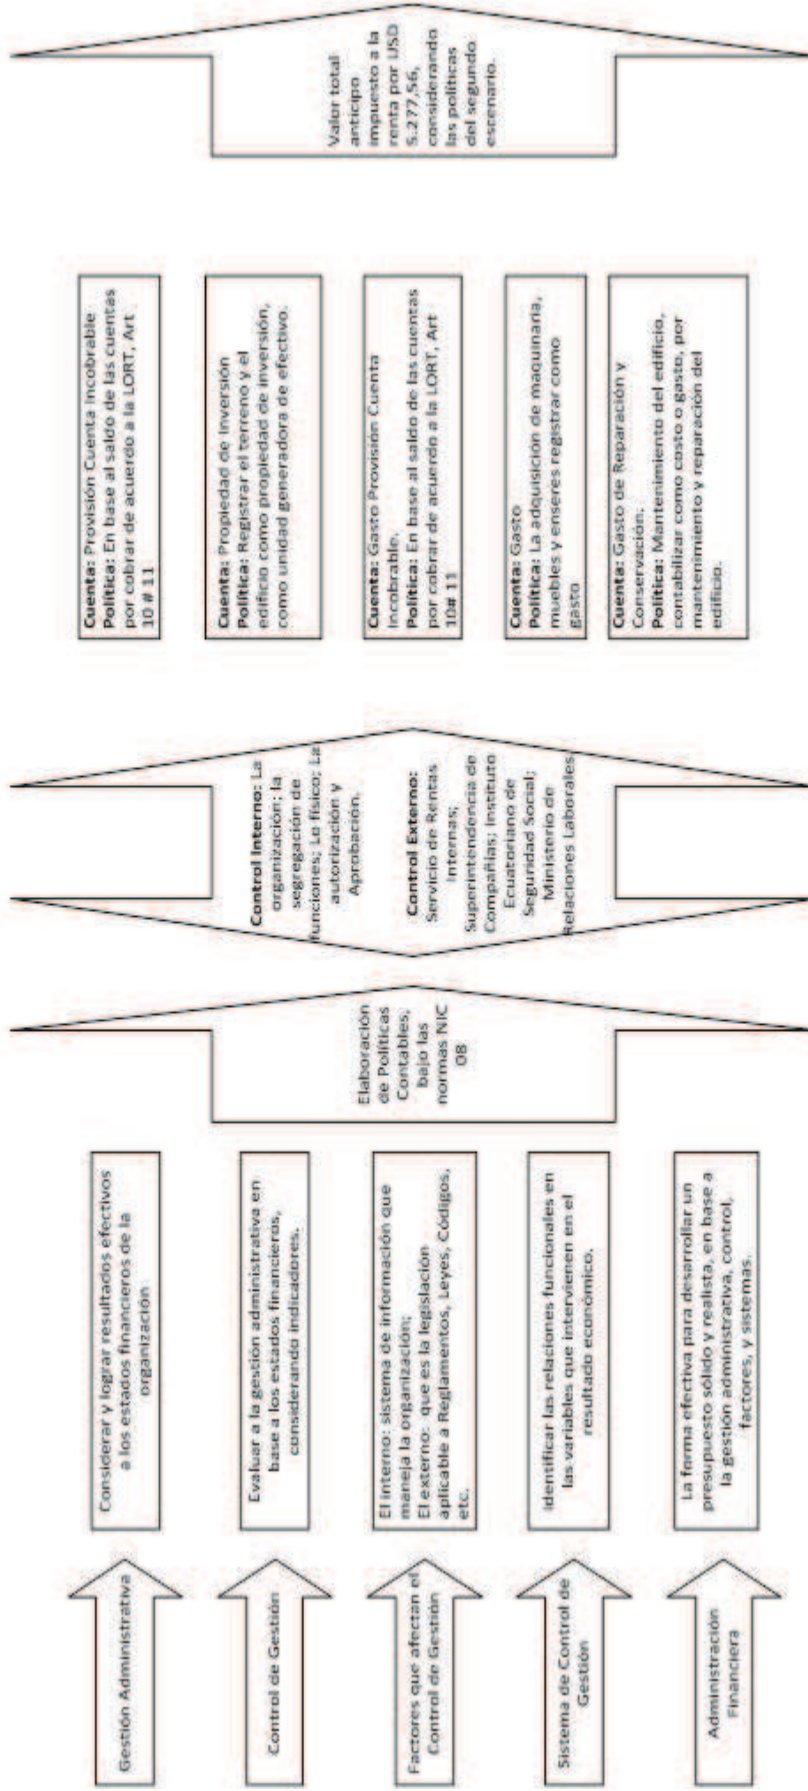 Gestión Administrativa
Considerar y lograr resultados efectivos
a los estados financieros de la
organización
Control de Gestión
Evaluar a la gestión administrativa en
base a los estados financieros,
considerando indicadores.
Factores que afectan el
Control de Gestión
El interno: sistema de información que
maneja la organización;
El externo: que es la legislación
aplicable a Reglamentos, Leyes, Códigos,
etc.
Sistema de Control de
Gestión
Identificar las relaciones funcionales en
las variables que intervienen en el
resultado económico.
Administración
Financiera
La forma efectiva para desarrollar un
presupuesto sólido y realista, en base a
la gestión administrativa, control,
factores, y sistemas.
Elaboración
de Políticas
Contables,
bajo las
normas NIC
08
Control Interno: La
organización; la
segregación de
funciones; Lo físico; La
autorización y
Aprobación.
Control Externo:
Servicio de Rentas
Internas;
Superintendencia de
Compañías; Instituto
Ecuatoriano de
Seguridad Social;
Ministerio de
Relaciones Laborales.
Cuenta: Provisión Cuenta Incobrable
Política: En base al saldo de las cuentas
por cobrar de acuerdo a la LORT, Art
10 # 11
Cuenta: Propiedad de Inversión
Política: Registrar el terreno y el
edificio como propiedad de inversión,
como unidad generadora de efectivo.
Cuenta: Gasto Provisión Cuenta
Incobrable.
Política: En base al saldo de las cuentas
por cobrar de acuerdo a la LORT, Art
10# 11
Cuenta: Gasto
Política: La adquisición de maquinaria,
muebles y enseres registrar como
gasto
Cuenta: Gasto de Reparación y
Conservación.
Política: Mantenimiento del edificio,
contabilizar como costo o gasto, por
mantenimiento y reparación del
edificio.
Valor total
anticipo
impuesto a la
renta por USD
5.277,56,
considerando
las políticas
del segundo
escenario.